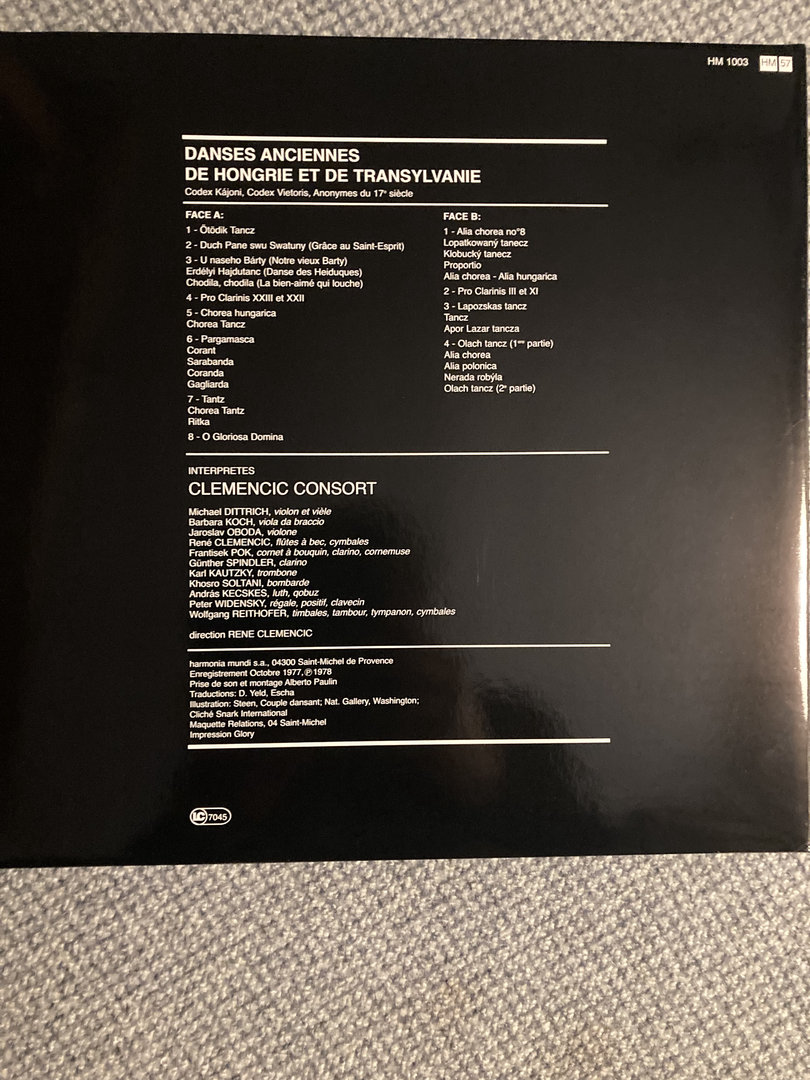 HM 1003 HM 57
DANSES ANCIENNES
DE HONGRIE ET DE TRANSYLVANIE
Codex Kájoni, Codex Vietoris, Anonymes du 17e siècle
FACE A:
1 - Ötödik Tancz
2 - Duch Pane swu Swatuny (Grâce au Saint-Esprit)
3 - U naseho Bárty (Notre vieux Barty)
Erdélyi Hajdutanc (Danse des Heiduques)
Chodila, chodila (La bien-aimé qui louche)
4 - Pro Clarinis XXIII et XXII
5 - Chorea hungarica
Chorea Tancz
6 - Pargamasca
Corant
Sarabanda
Coranda
Gagliarda
7 - Tantz
Chorea Tantz
Ritka
8 - O Gloriosa Domina
FACE B:
1 - Alia chorea no°8
Lopatkowaný tanecz
Klobucký tanecz
Proportio
Alia chorea - Alia hungarica
2 - Pro Clarinis III et XI
3 - Lapozskas tancz
Tancz
Apor Lazar tancza
4 - Olach tancz (1ère partie)
Alia chorea
Alia polonica
Nerada robýla
Olach tancz (2e partie)
INTERPRETES
CLEMENCIC CONSORT
Michael DITTRICH, violon et vièle
Barbara KOCH, viola da braccio
Jaroslav OBODA, violone
René CLEMENCIC, flûtes à bec, cymbales
Frantisek POK, cornet à bouquin, clarino, cornemuse
Günther SPINDLER, clarino
Karl KAUTZKY, trombone
Khosro SOLTANI, bombarde
András KECSKES, luth, qobuz
Peter WIDENSKY, régale, positif, clavecin
Wolfgang REITHOFER, timbales, tambour, tympanon, cymbales
direction RENE CLEMENCIC
harmonia mundi s.a., 04300 Saint-Michel de Provence
Enregistrement Octobre 1977, ℗ 1978
Prise de son et montage Alberto Paulin
Traductions: D. Yeld, Escha
Illustration: Steen, Couple dansant; Nat. Gallery, Washington;
Cliché Snark International
Maquette Relations, 04 Saint-Michel
Impression Glory
LC 7045